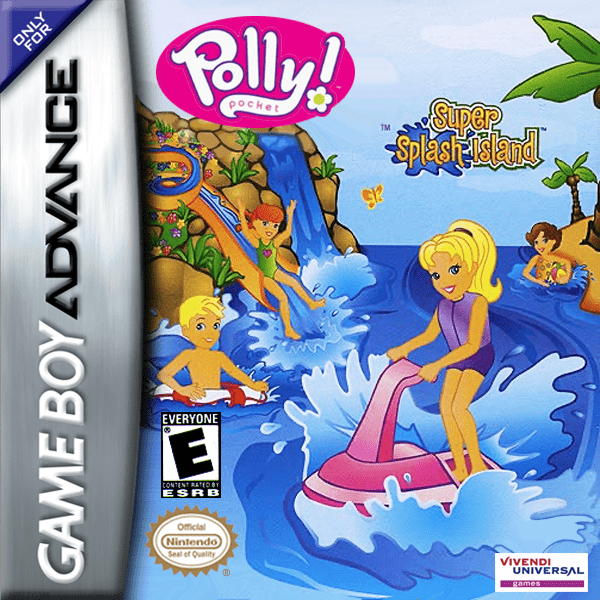 ONLY
FOR
GAME BOY ADVANCE
Polly!
pocket
™
Super™
Splash Island
EVERYONE
E
®
CONTENT RATED BY
ESRB
Official
Nintendo
Seal of Quality
®
VIVENDI
UNIVERSAL
games